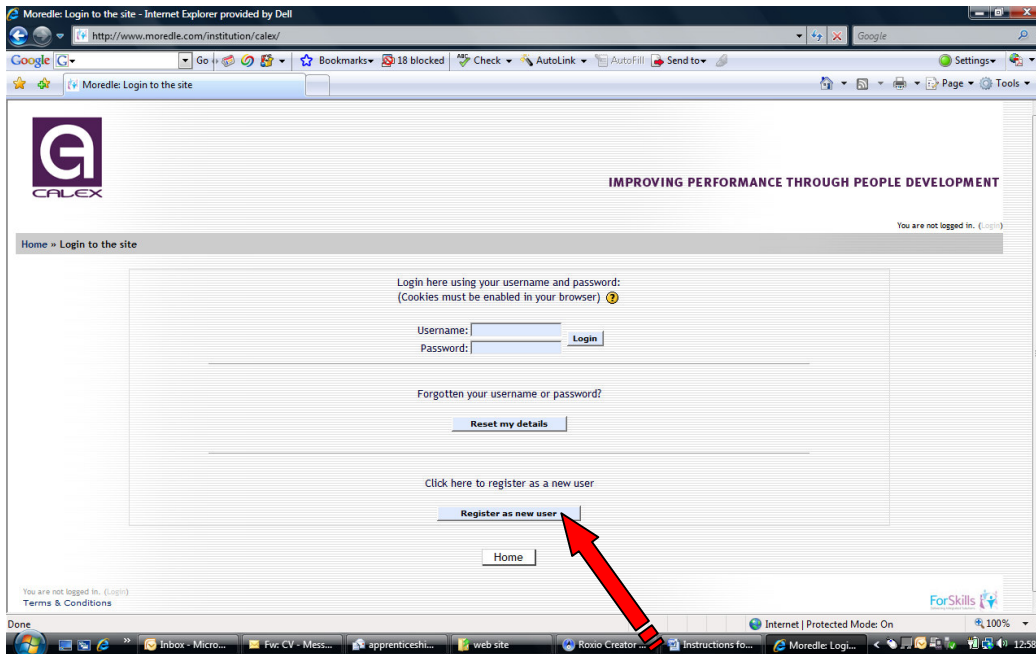 Moredle: Login to the site - Internet Explorer provided by Dell
http://www.moredle.com/institution/calex/
Google
Google G
Go
Bookmarks
18 blocked
ABC Check
AutoLink
AutoFill
Send to
Settings
Moredle: Login to the site
Page
Tools
CALEX
IMPROVING PERFORMANCE THROUGH PEOPLE DEVELOPMENT
You are not logged in. (Login)
Home » Login to the site
Login here using your username and password:
(Cookies must be enabled in your browser) ?
Username:
Login
Password:
Forgotten your username or password?
Reset my details
Click here to register as a new user
Register as new user
Home
You are not logged in. (Login)
Terms & Conditions
ForSkills
Done
Internet | Protected Mode: On
100%
Inbox - Micro...
Fw: CV - Mess...
apprenticeshi...
web site
Roxio Creator ...
Instructions fo...
Moredle: Logi...
12:58